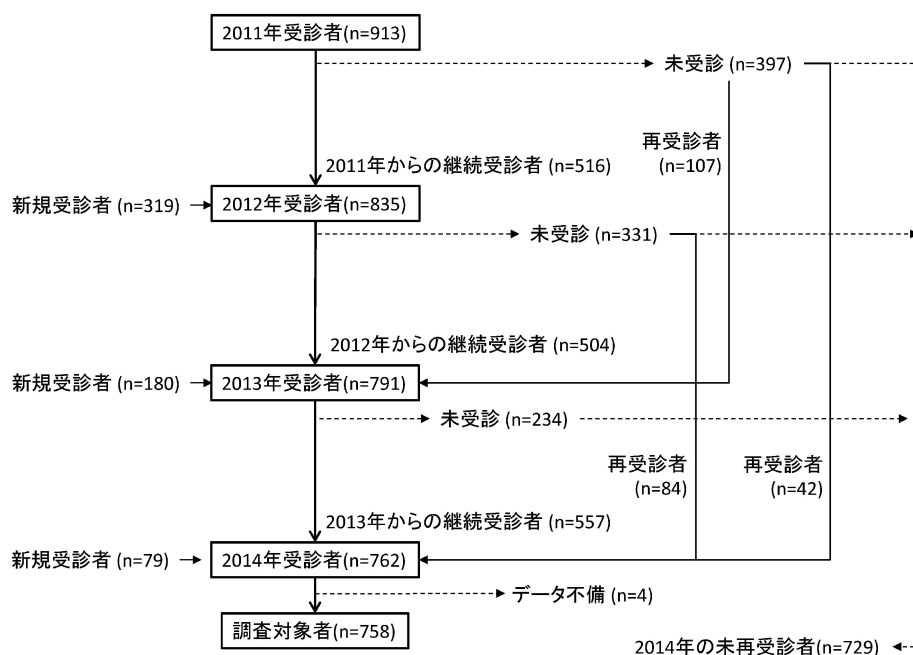 2011年受診者(n=913)
未受診 (n=397)
再受診者
(n=107)
2011年からの継続受診者 (n=516)
新規受診者 (n=319)
2012年受診者(n=835)
未受診 (n=331)
2012年からの継続受診者 (n=504)
新規受診者 (n=180)
2013年受診者(n=791)
未受診 (n=234)
再受診者
(n=84)
再受診者
(n=42)
2013年からの継続受診者 (n=557)
新規受診者 (n=79)
2014年受診者(n=762)
データ不備 (n=4)
調査対象者(n=758)
2014年の未再受診者(n=729)